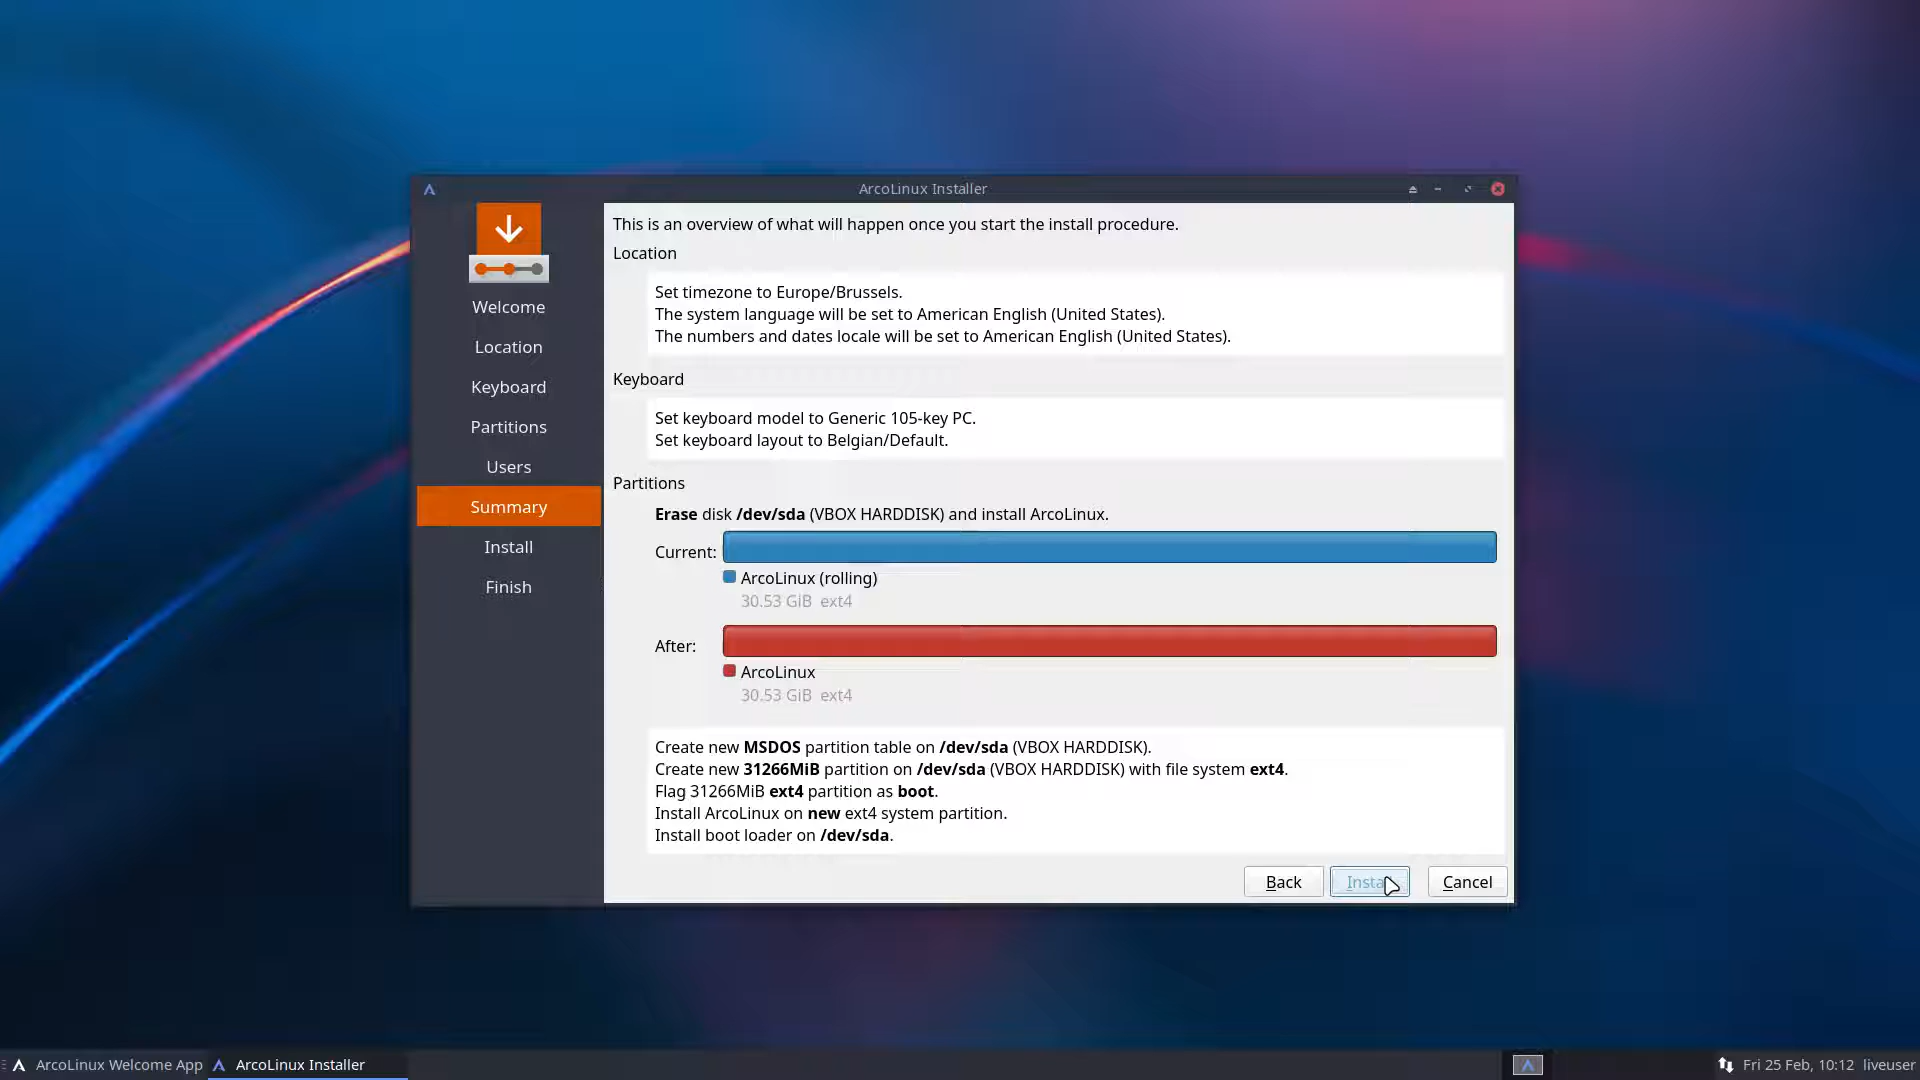 ArcoLinux Installer
This is an overview of what will happen once you start the install procedure.
Location
Set timezone to Europe/Brussels.
The system language will be set to American English (United States).
The numbers and dates locale will be set to American English (United States).
Keyboard
Set keyboard model to Generic 105-key PC.
Set keyboard layout to Belgian/Default.
Partitions
Erase disk /dev/sda (VBOX HARDDISK) and install ArcoLinux.
Current:
ArcoLinux (rolling)
30.53 GiB ext4
After:
ArcoLinux
30.53 GiB ext4
Create new MSDOS partition table on /dev/sda (VBOX HARDDISK).
Create new 31266MiB partition on /dev/sda (VBOX HARDDISK) with file system ext4.
Flag 31266MiB ext4 partition as boot.
Install ArcoLinux on new ext4 system partition.
Install boot loader on /dev/sda.
Welcome
Location
Keyboard
Partitions
Users
Summary
Install
Finish
Back
Install
Cancel
ArcoLinux Welcome App
ArcoLinux Installer
Fri 25 Feb, 10:12 liveuser